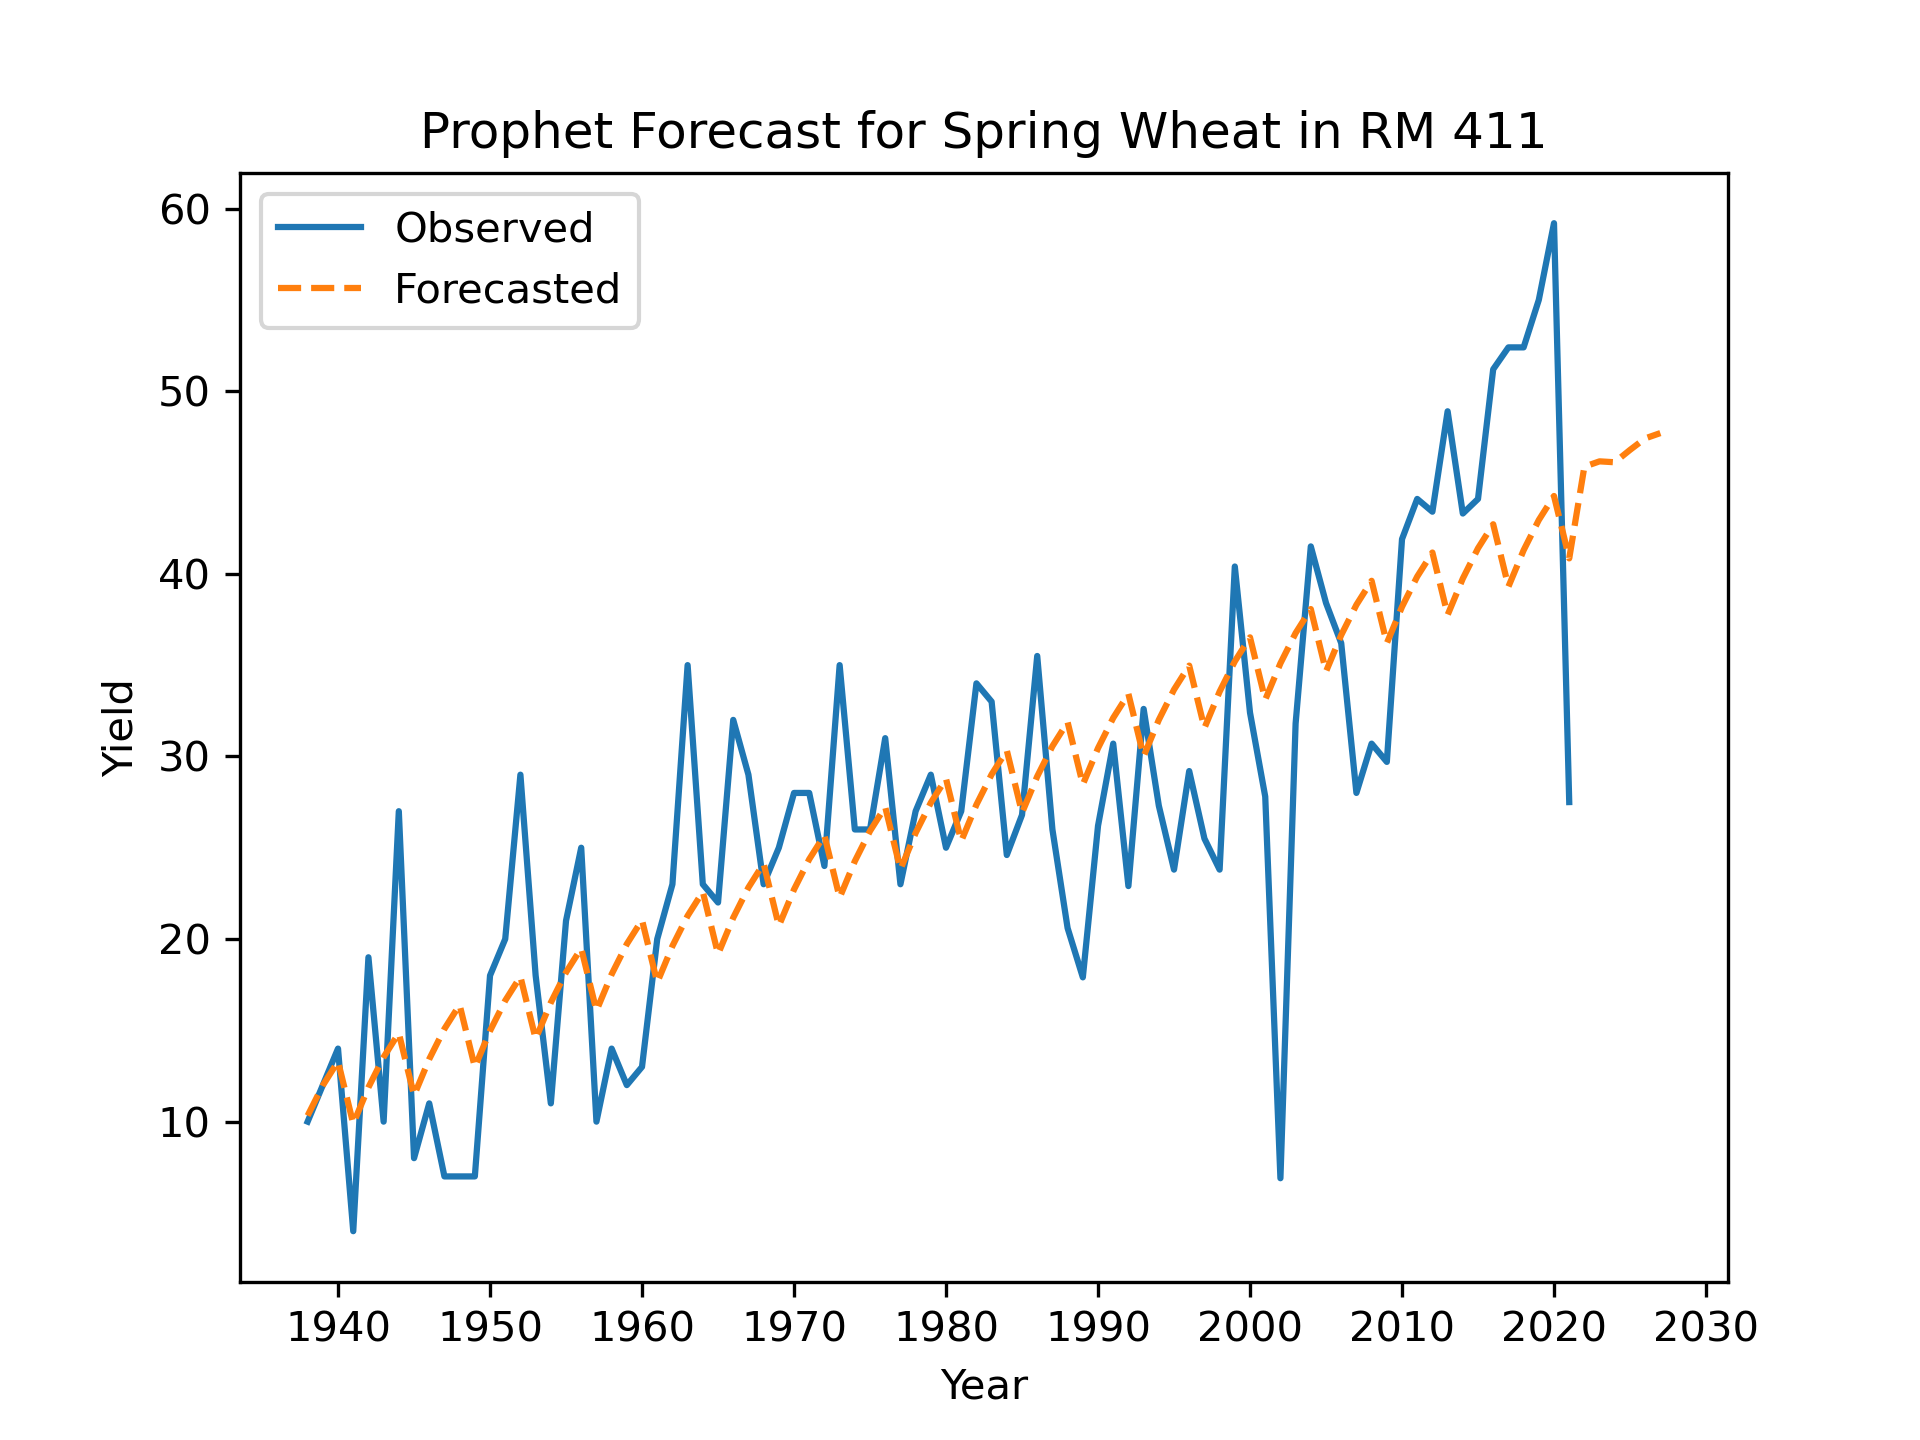 Prophet Forecast for Spring Wheat in RM 411
Observed
Forecasted
60
50
40
30
20
10
Yield
1940 1950 1960 1970 1980 1990 2000 2010 2020 2030
Year